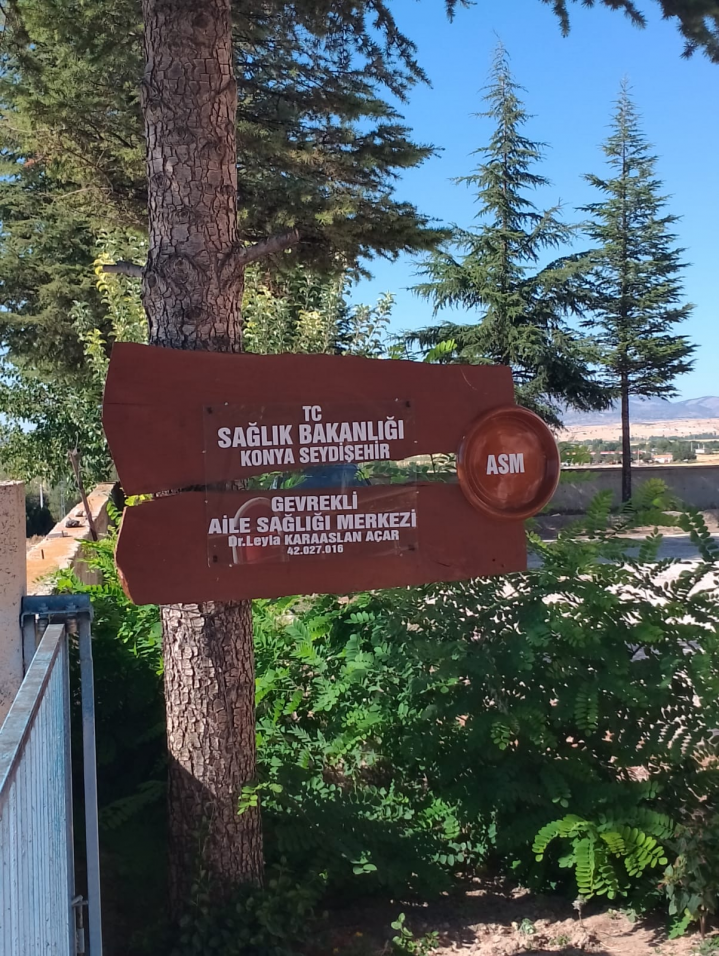 TC
SAĞLIK BAKANLIĞI
KONYA SEYDİŞEHİR
GEVREKLİ
AİLE SAĞLIĞI MERKEZİ
Dr.Leyla KARAASLAN AÇAR
42.027.016
ASM